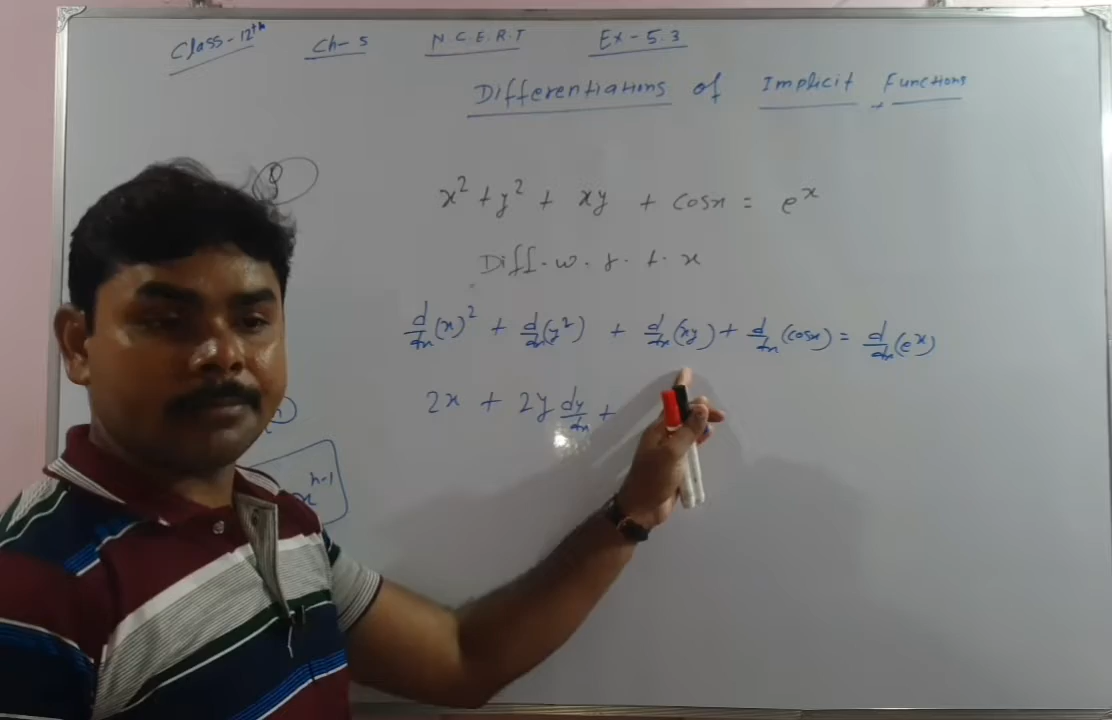 Class-12th Ch-5 N.C.E.R.T Ex-5.3
Differentiations of Implicit Functions
x² + y² + xy + cosx = eˣ
Diff. w. r. t. x
d/dx(x)² + d/dx(y²) + d/dx(xy) + d/dx(cosx) = d/dx(eˣ)
2x + 2y dy/dx +
n-1